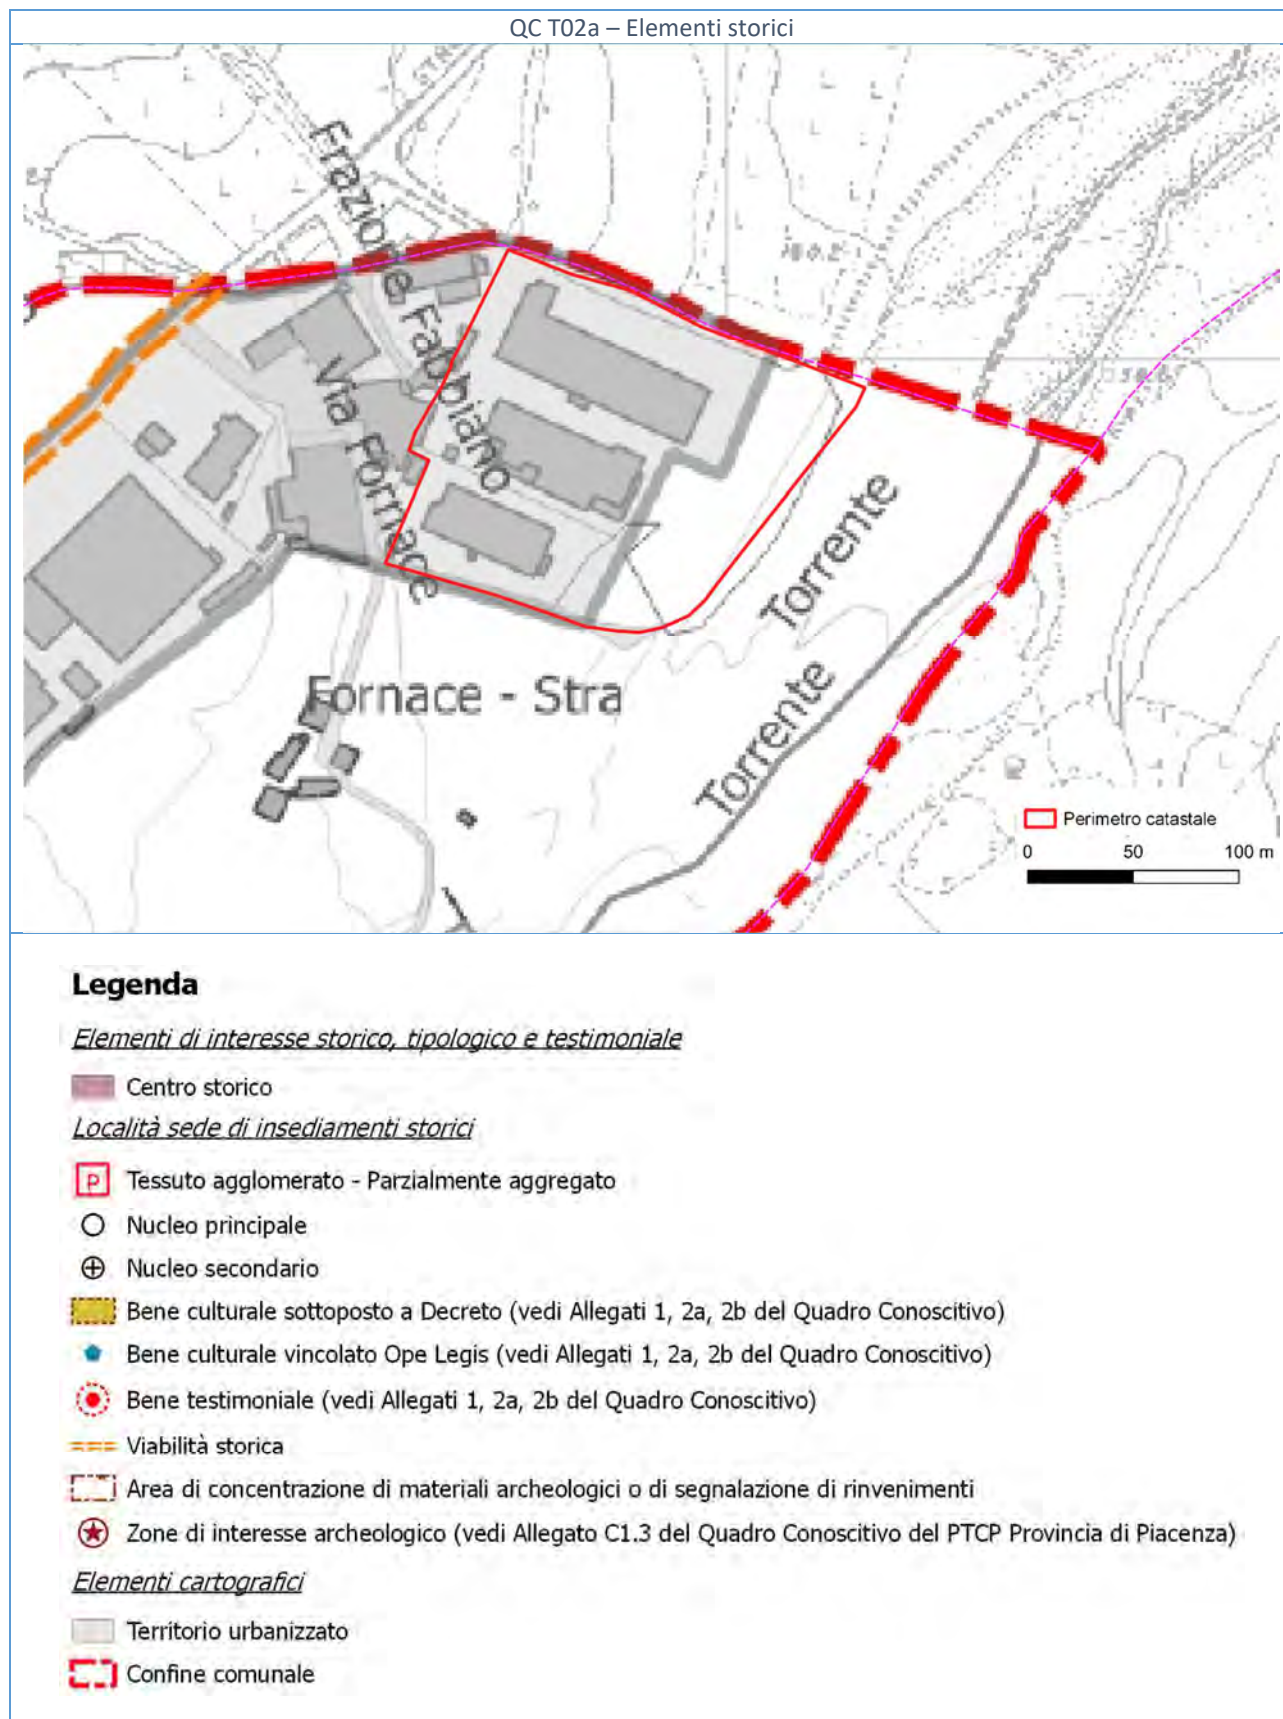 QC T02a – Elementi storici
STR
Frazione Fabbiano
via Fornace
Torrente
Fornace - Stra
Torrente
Perimetro catastale
0 50 100 m
Legenda
Elementi di interesse storico, tipologico e testimoniale
Centro storico
Località sede di insediamenti storici
P Tessuto agglomerato - Parzialmente aggregato
Nucleo principale
Nucleo secondario
Bene culturale sottoposto a Decreto (vedi Allegati 1, 2a, 2b del Quadro Conoscitivo)
Bene culturale vincolato Ope Legis (vedi Allegati 1, 2a, 2b del Quadro Conoscitivo)
Bene testimoniale (vedi Allegati 1, 2a, 2b del Quadro Conoscitivo)
Viabilità storica
Area di concentrazione di materiali archeologici o di segnalazione di rinvenimenti
Zone di interesse archeologico (vedi Allegato C1.3 del Quadro Conoscitivo del PTCP Provincia di Piacenza)
Elementi cartografici
Territorio urbanizzato
Confine comunale